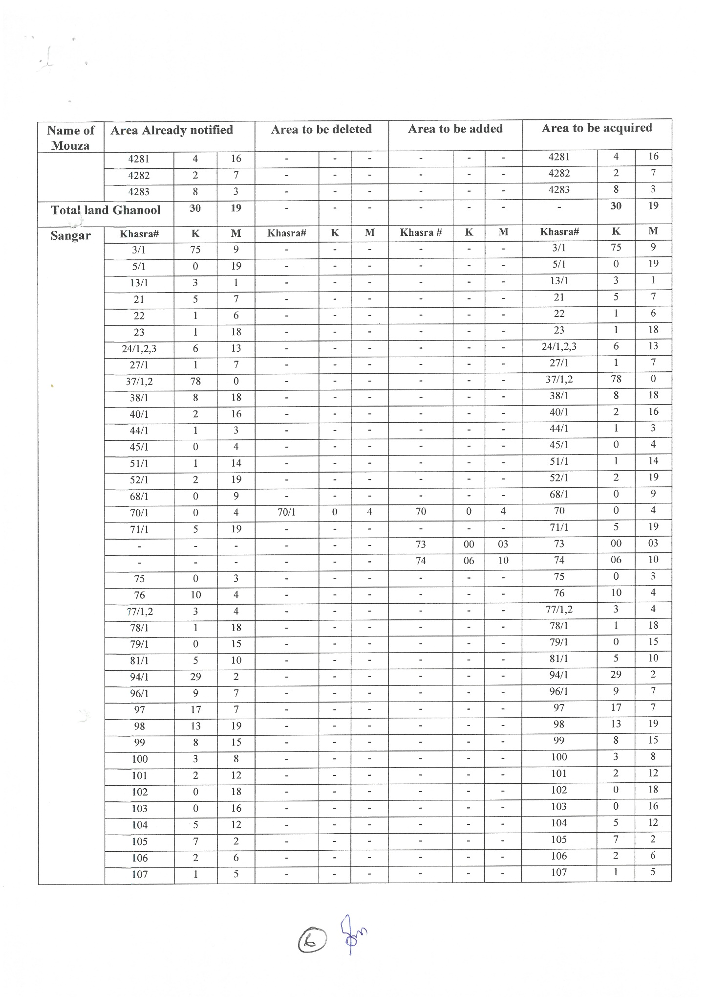 Name of Mouza | Area Already notified | Area to be deleted | Area to be added | Area to be acquired
4281 4 16 - - - - - - 4281 4 16
4282 2 7 - - - - - - 4282 2 7
4283 8 3 - - - - - - 4283 8 3
Total land Ghanool 30 19 - - - - - - - 30 19
Sangar Khasra# K M Khasra# K M Khasra # K M Khasra# K M
3/1 75 9 - - - - - - 3/1 75 9
5/1 0 19 - - - - - - 5/1 0 19
13/1 3 1 - - - - - - 13/1 3 1
21 5 7 - - - - - - 21 5 7
22 1 6 - - - - - - 22 1 6
23 1 18 - - - - - - 23 1 18
24/1,2,3 6 13 - - - - - - 24/1,2,3 6 13
27/1 1 7 - - - - - - 27/1 1 7
37/1,2 78 0 - - - - - - 37/1,2 78 0
38/1 8 18 - - - - - - 38/1 8 18
40/1 2 16 - - - - - - 40/1 2 16
44/1 1 3 - - - - - - 44/1 1 3
45/1 0 4 - - - - - - 45/1 0 4
51/1 1 14 - - - - - - 51/1 1 14
52/1 2 19 - - - - - - 52/1 2 19
68/1 0 9 - - - - - - 68/1 0 9
70/1 0 4 70/1 0 4 70 0 4 70 0 4
71/1 5 19 - - - - - - 71/1 5 19
- - - - - - 73 00 03 73 00 03
- - - - - - 74 06 10 74 06 10
75 0 3 - - - - - - 75 0 3
76 10 4 - - - - - - 76 10 4
77/1,2 3 4 - - - - - - 77/1,2 3 4
78/1 1 18 - - - - - - 78/1 1 18
79/1 0 15 - - - - - - 79/1 0 15
81/1 5 10 - - - - - - 81/1 5 10
94/1 29 2 - - - - - - 94/1 29 2
96/1 9 7 - - - - - - 96/1 9 7
97 17 7 - - - - - - 97 17 7
98 13 19 - - - - - - 98 13 19
99 8 15 - - - - - - 99 8 15
100 3 8 - - - - - - 100 3 8
101 2 12 - - - - - - 101 2 12
102 0 18 - - - - - - 102 0 18
103 0 16 - - - - - - 103 0 16
104 5 12 - - - - - - 104 5 12
105 7 2 - - - - - - 105 7 2
106 2 6 - - - - - - 106 2 6
107 1 5 - - - - - - 107 1 5
6